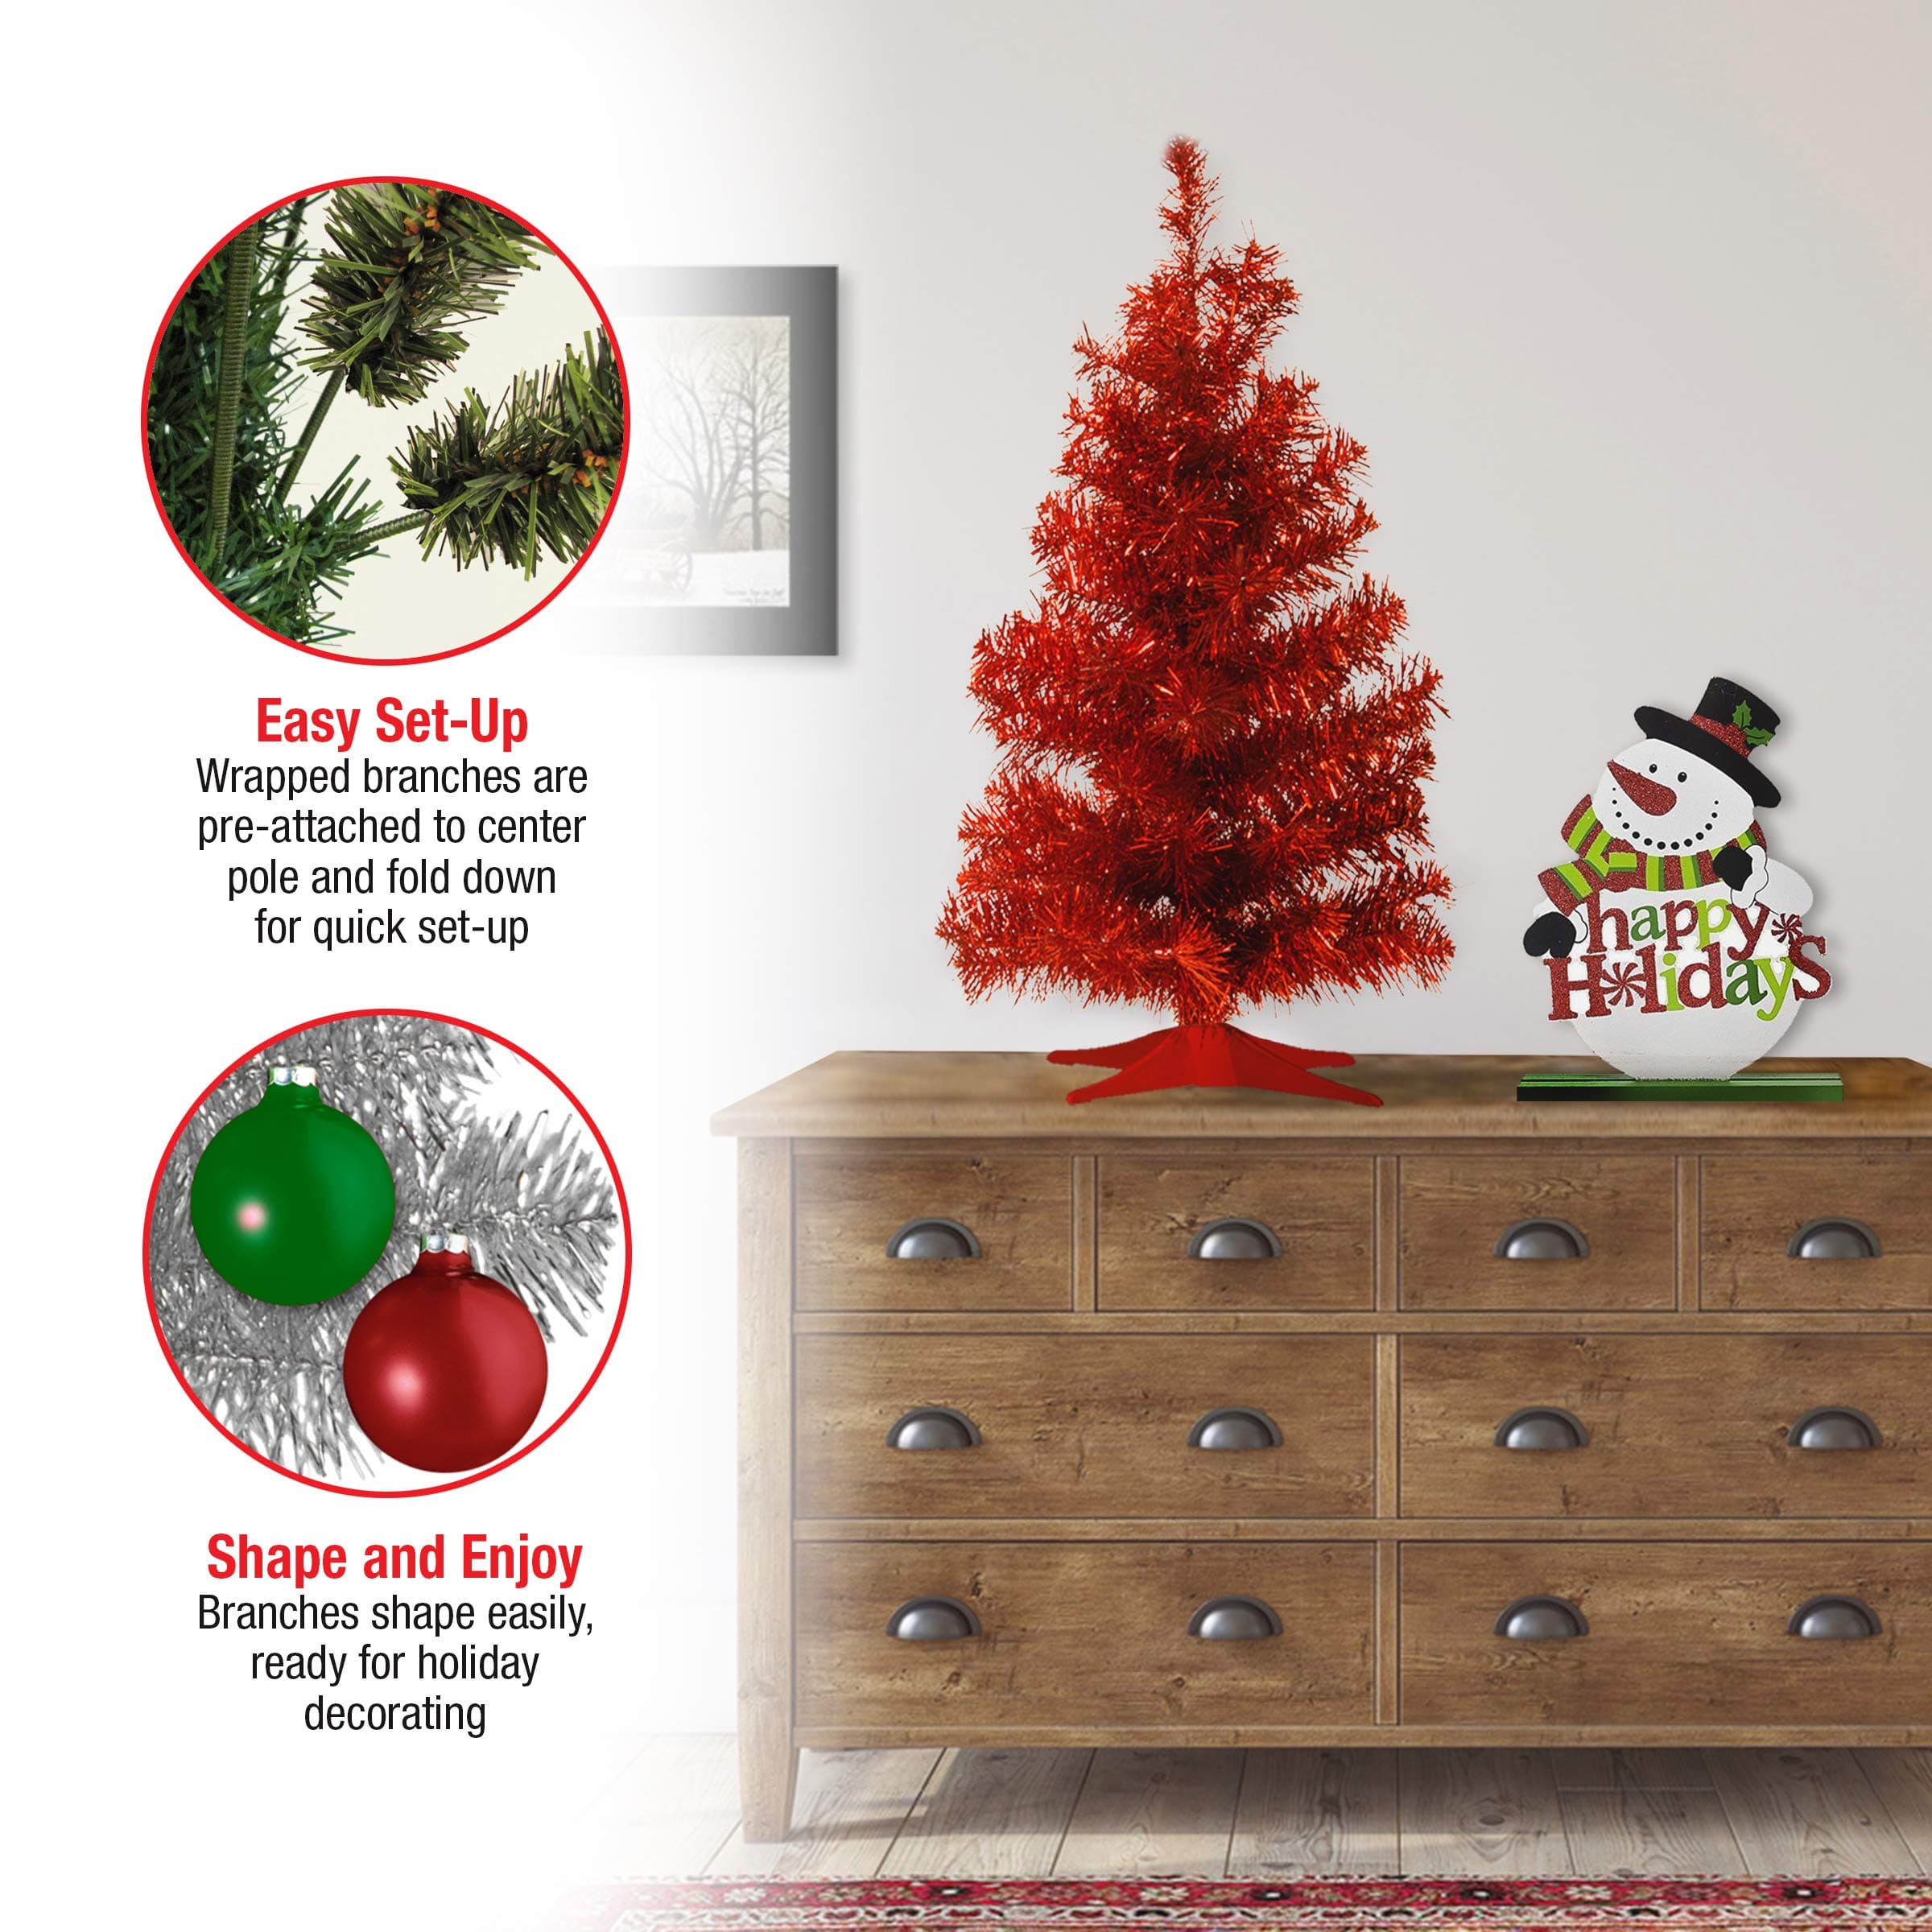 Easy Set-Up
Wrapped branches are
pre-attached to center
pole and fold down
for quick set-up
Shape and Enjoy
Branches shape easily,
ready for holiday
decorating
happy
Holidays